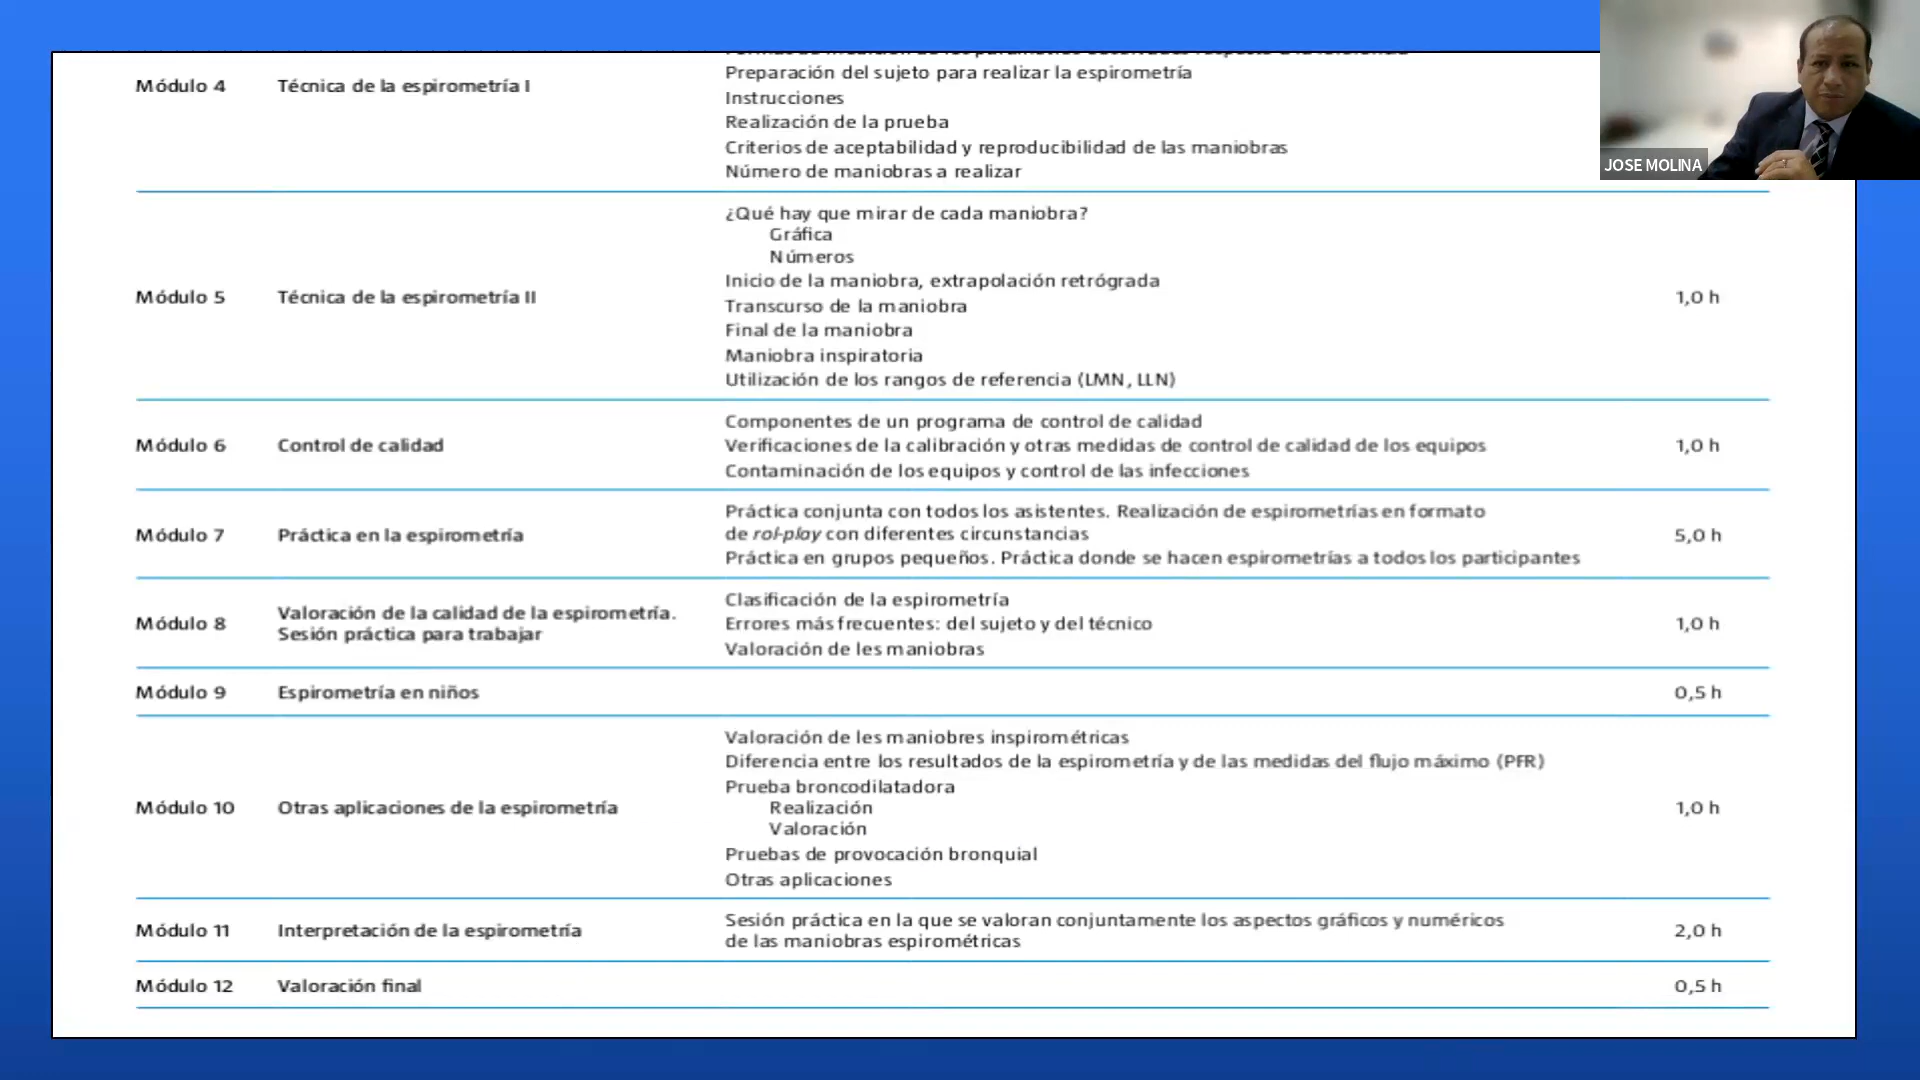 Módulo 4 Técnica de la espirometría I
Preparación del sujeto para realizar la espirometría
Instrucciones
Realización de la prueba
Criterios de aceptabilidad y reproducibilidad de las maniobras
Número de maniobras a realizar
JOSE MOLINA
Módulo 5 Técnica de la espirometría II
¿Qué hay que mirar de cada maniobra?
Gráfica
Números
Inicio de la maniobra, extrapolación retrógrada
Transcurso de la maniobra
Final de la maniobra
Maniobra inspiratoria
Utilización de los rangos de referencia (LMN, LLN)
1,0 h
Módulo 6 Control de calidad
Componentes de un programa de control de calidad
Verificaciones de la calibración y otras medidas de control de calidad de los equipos
Contaminación de los equipos y control de las infecciones
1,0 h
Módulo 7 Práctica en la espirometría
Práctica conjunta con todos los asistentes. Realización de espirometrías en formato
de rol-play con diferentes circunstancias
Práctica en grupos pequeños. Práctica donde se hacen espirometrías a todos los participantes
5,0 h
Módulo 8
Valoración de la calidad de la espirometría.
Sesión práctica para trabajar
Clasificación de la espirometría
Errores más frecuentes: del sujeto y del técnico
Valoración de les maniobras
1,0 h
Módulo 9 Espirometría en niños 0,5 h
Módulo 10 Otras aplicaciones de la espirometría
Valoración de les maniobres inspirométricas
Diferencia entre los resultados de la espirometría y de las medidas del flujo máximo (PFR)
Prueba broncodilatadora
Realización
Valoración
Pruebas de provocación bronquial
Otras aplicaciones
1,0 h
Módulo 11 Interpretación de la espirometría
Sesión práctica en la que se valoran conjuntamente los aspectos gráficos y numéricos
de las maniobras espirométricas
2,0 h
Módulo 12 Valoración final 0,5 h